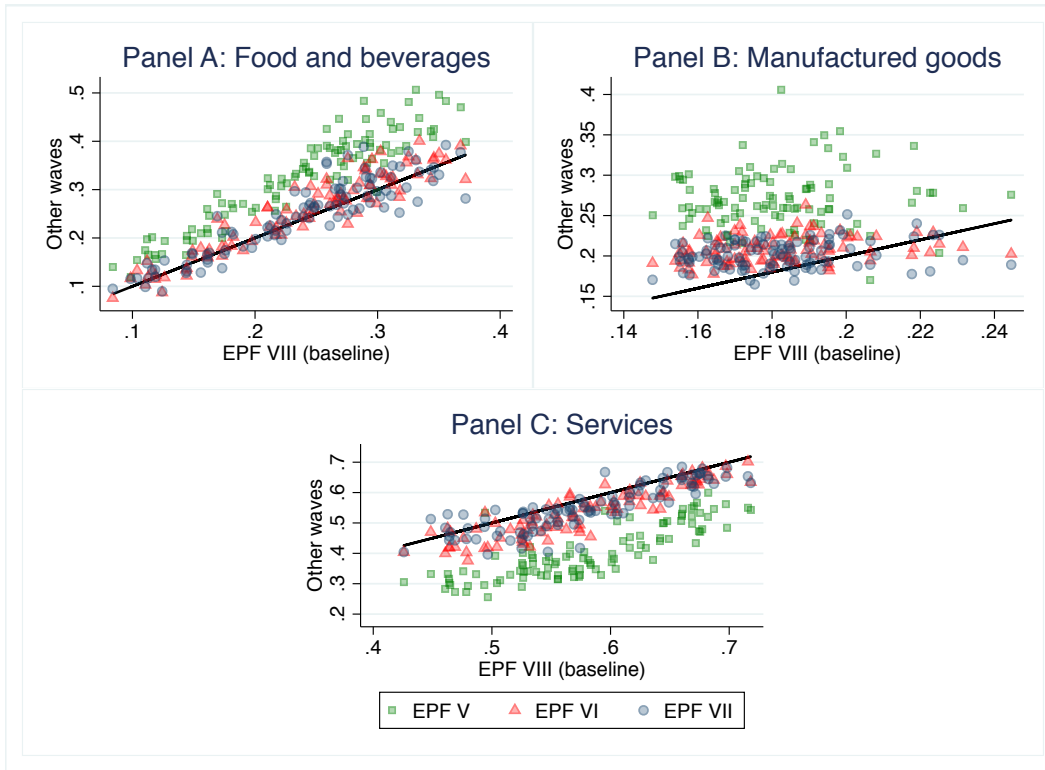 Panel A: Food and beverages
.5
.4
.3
.2
.1
Other waves
.1 .2 .3 .4
EPF VIII (baseline)
Panel B: Manufactured goods
.4
.35
.3
.25
.2
.15
Other waves
.14 .16 .18 .2 .22 .24
EPF VIII (baseline)
Panel C: Services
.7
.6
.5
.4
.3
.2
Other waves
.4 .5 .6 .7
EPF VIII (baseline)
EPF V EPF VI EPF VII